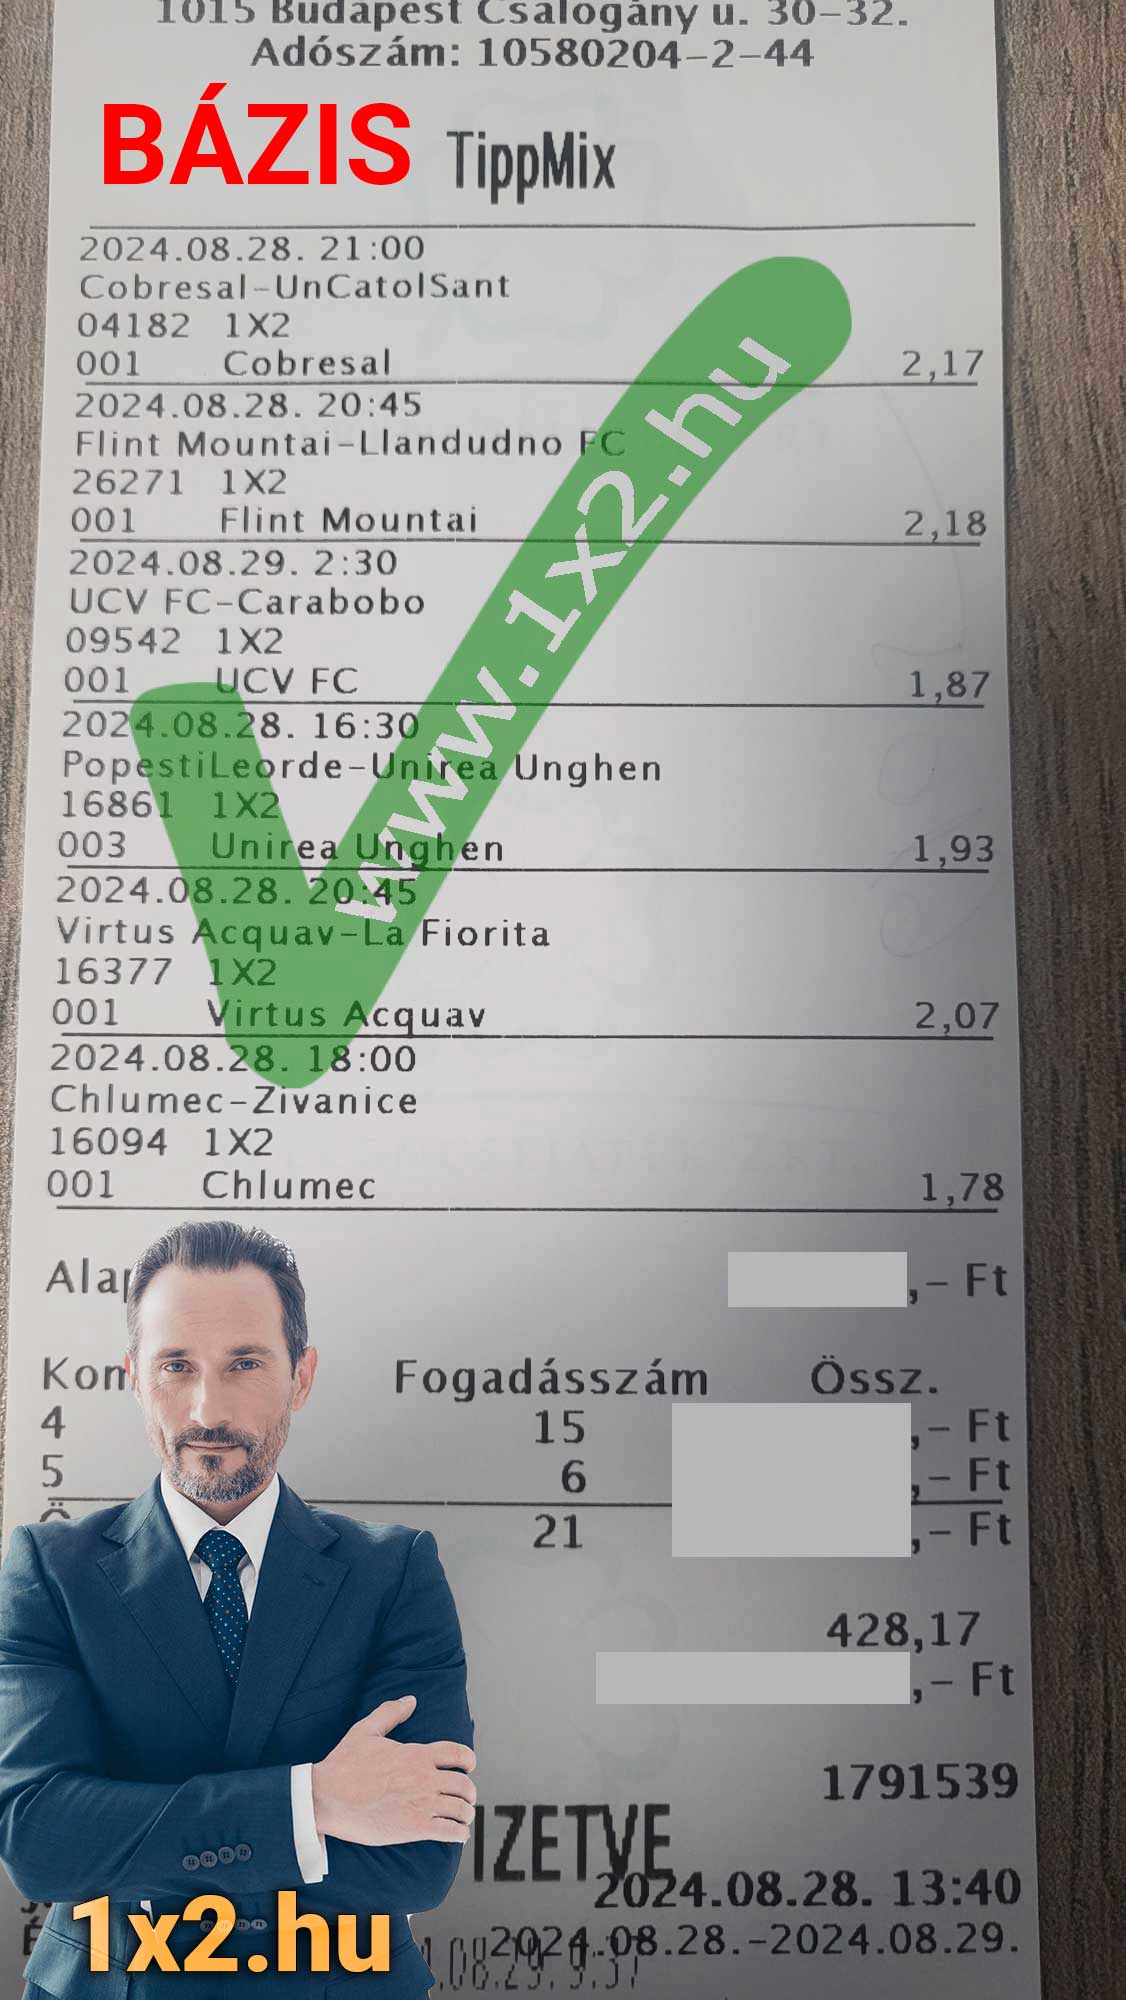 1015 Budapest Csalogány u. 30-32.
Adószám: 10580204-2-44
BÁZIS TippMix
2024.08.28. 21:00
Cobresal-UnCatolSant
04182 1X2
001 Cobresal 2,17
2024.08.28. 20:45
Flint Mountai-Llandudno FC
26271 1X2
001 Flint Mountai 2,18
2024.08.29. 2:30
UCV FC-Carabobo
09542 1X2
001 UCV FC 1,87
2024.08.28. 16:30
PopestiLeorde-Unirea Unghen
16861 1X2
003 Unirea Unghen 1,93
2024.08.28. 20:45
Virtus Acquav-La Fiorita
16377 1X2
001 Virtus Acquav 2,07
2024.08.28. 18:00
Chlumec-Zivanice
16094 1X2
001 Chlumec 1,78
www.1x2.hu
,- Ft
Fogadásszám Össz.
4 15 ,- Ft
5 6 ,- Ft
21 ,- Ft
428,17
,- Ft
1791539
IZETVE
2024.08.28. 13:40
2024.08.28.-2024.08.29.
1x2.hu